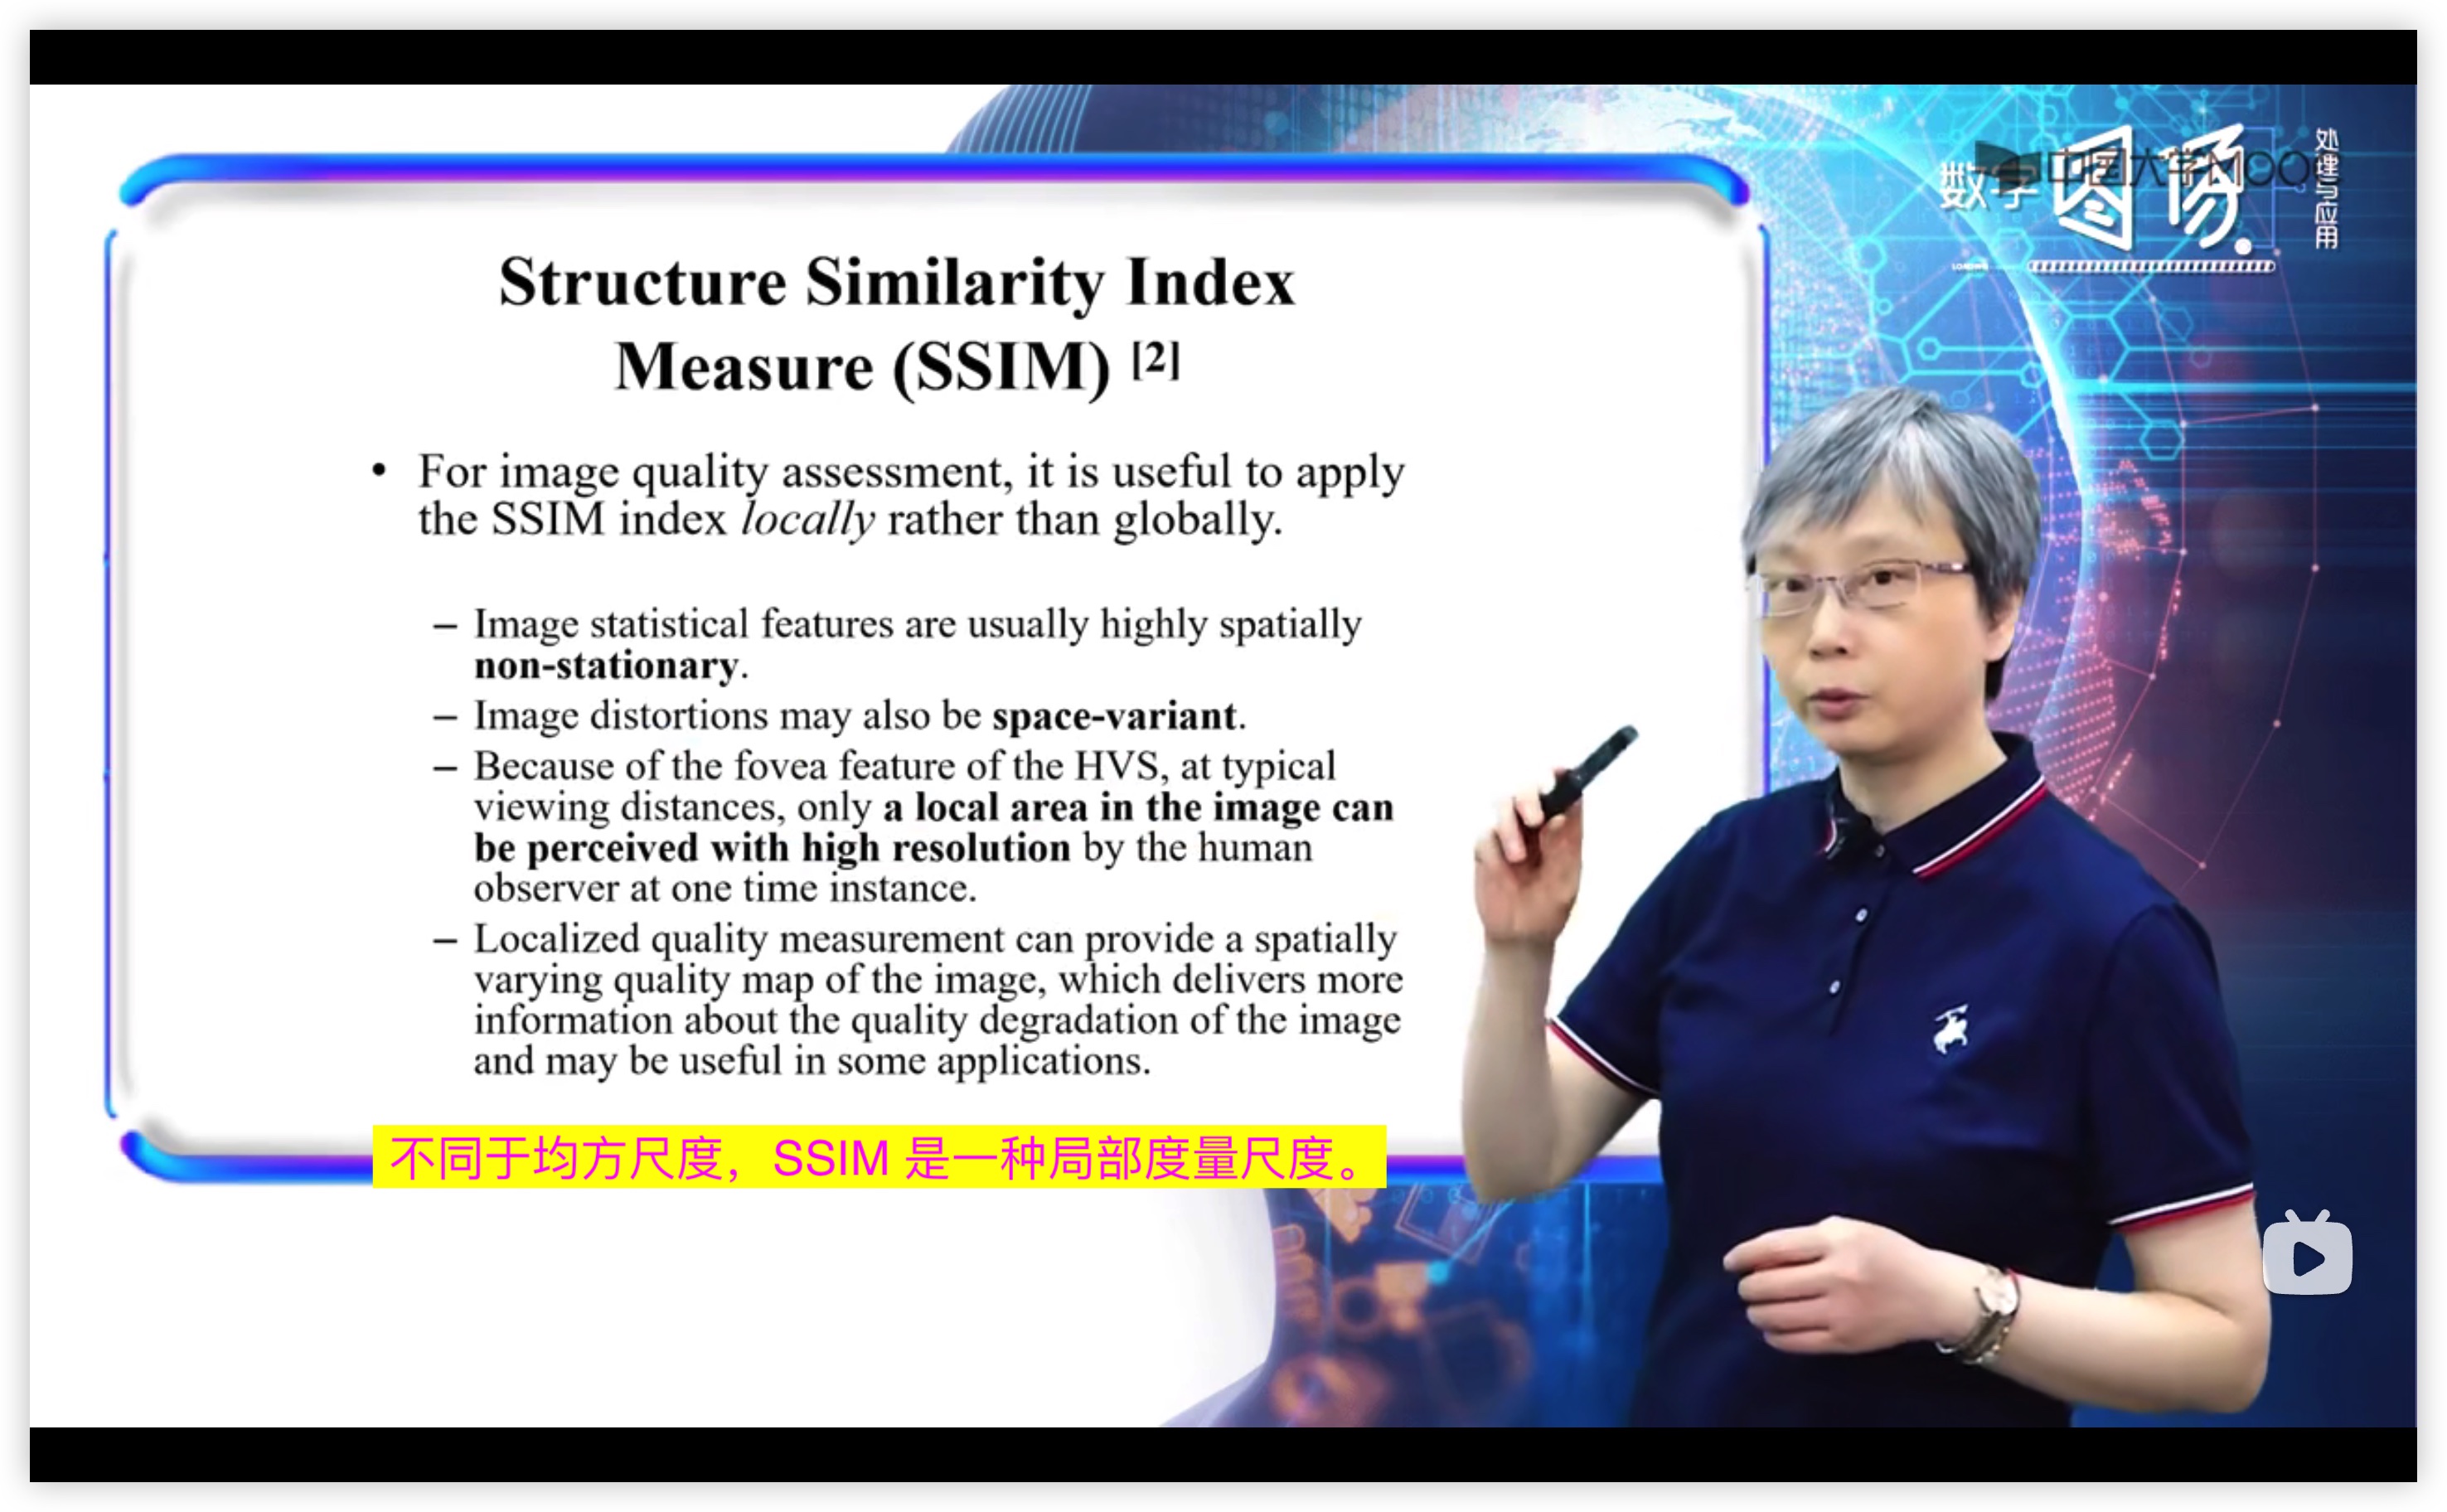 数字图像
处理与应用
中国大学MOOC
Structure Similarity Index
Measure (SSIM) [2]
• For image quality assessment, it is useful to apply
the SSIM index locally rather than globally.
– Image statistical features are usually highly spatially
non-stationary.
– Image distortions may also be space-variant.
– Because of the fovea feature of the HVS, at typical
viewing distances, only a local area in the image can
be perceived with high resolution by the human
observer at one time instance.
– Localized quality measurement can provide a spatially
varying quality map of the image, which delivers more
information about the quality degradation of the image
and may be useful in some applications.
不同于均方尺度，SSIM 是一种局部度量尺度。